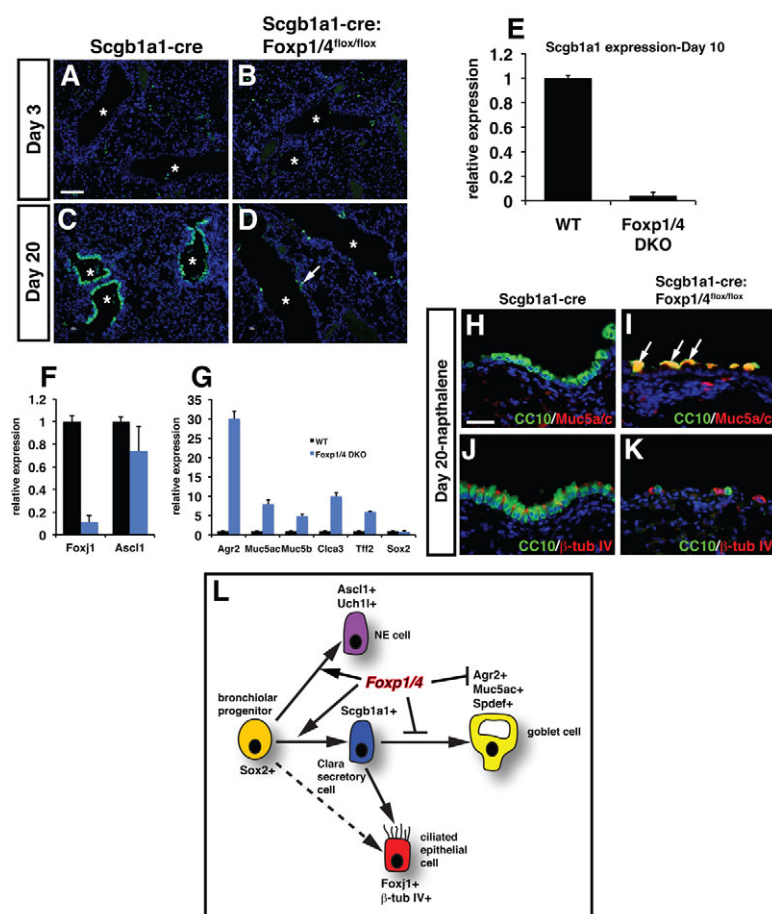 Scgb1a1-cre
Scgb1a1-cre:
Foxp1/4flox/flox
Day 3
A
*
*
B
*
*
Day 20
C
*
*
*
D
*
*
E
Scgb1a1 expression-Day 10
relative expression
1.2
1
0.8
0.6
0.4
0.2
0
WT
Foxp1/4
DKO
F
relative expression
1.2
1
0.8
0.6
0.4
0.2
0
Foxj1
Ascl1
G
relative expression
35
30
25
20
15
10
5
0
WT
Foxp1/4 DKO
Agr2
Muc5ac
Muc5b
Clca3
Tff2
Sox2
Scgb1a1-cre
Scgb1a1-cre:
Foxp1/4flox/flox
Day 20-napthalene
H
CC10/Muc5a/c
I
CC10/Muc5a/c
J
CC10/β-tub IV
K
CC10/β-tub IV
L
Ascl1+
Uch1l+
NE cell
Foxp1/4
Agr2+
Muc5ac+
Spdef+
bronchiolar
progenitor
Scgb1a1+
goblet cell
Sox2+
Clara
secretory
cell
ciliated
epithelial
cell
Foxj1+
β-tub IV+